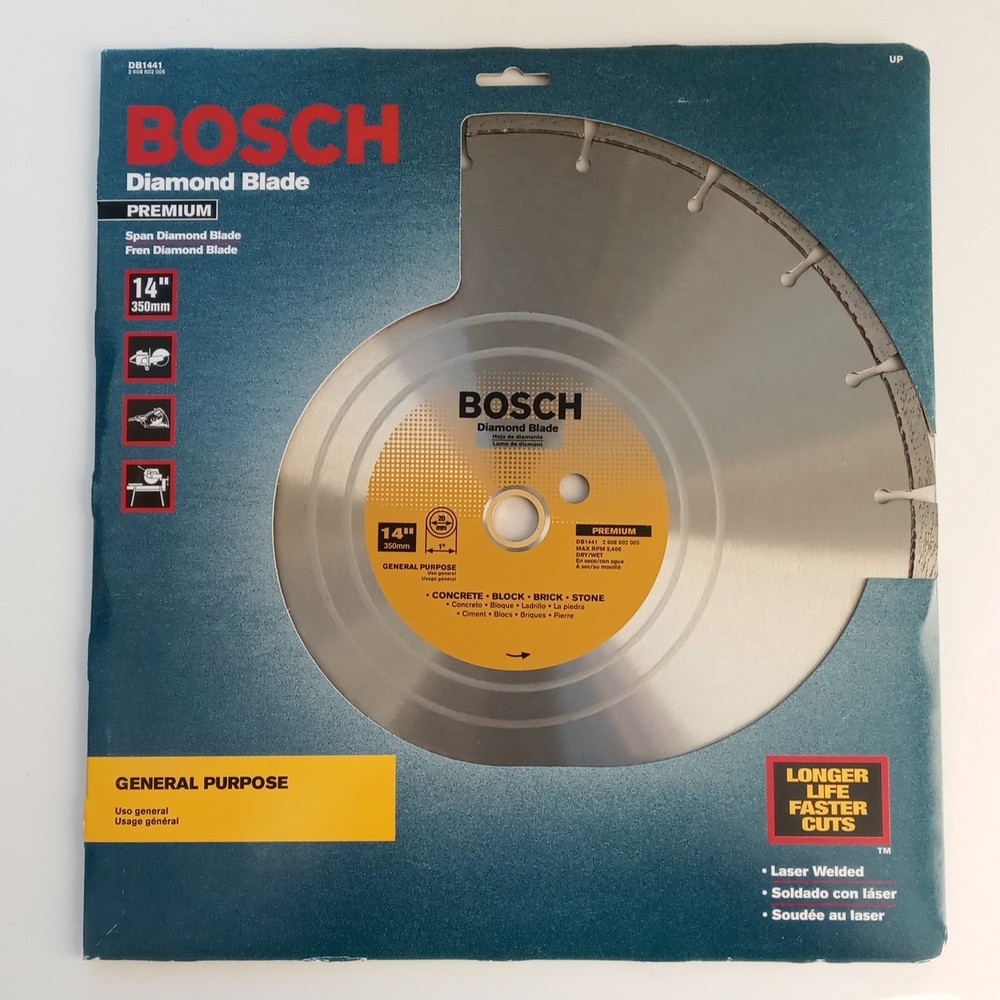 DB1441
2 608 602 005
UP
BOSCH
Diamond Blade
PREMIUM
Span Diamond Blade
Fren Diamond Blade
14"
350mm
BOSCH
Diamond Blade
Hoja de diamante
Lame de diamant
14"
350mm
20
mm
1"
PREMIUM
DB1441 2 608 602 005
MAX RPM 5,400
DRY/WET
En seco/con agua
A sec/au mouillé
GENERAL PURPOSE
Uso general
Usage général
• CONCRETE • BLOCK • BRICK • STONE
• Concreto • Bloque • Ladrillo • La piedra
• Ciment • Blocs • Briques • Pierre
GENERAL PURPOSE
Uso general
Usage général
LONGER
LIFE
FASTER
CUTS
TM
• Laser Welded
• Soldado con láser
• Soudée au laser